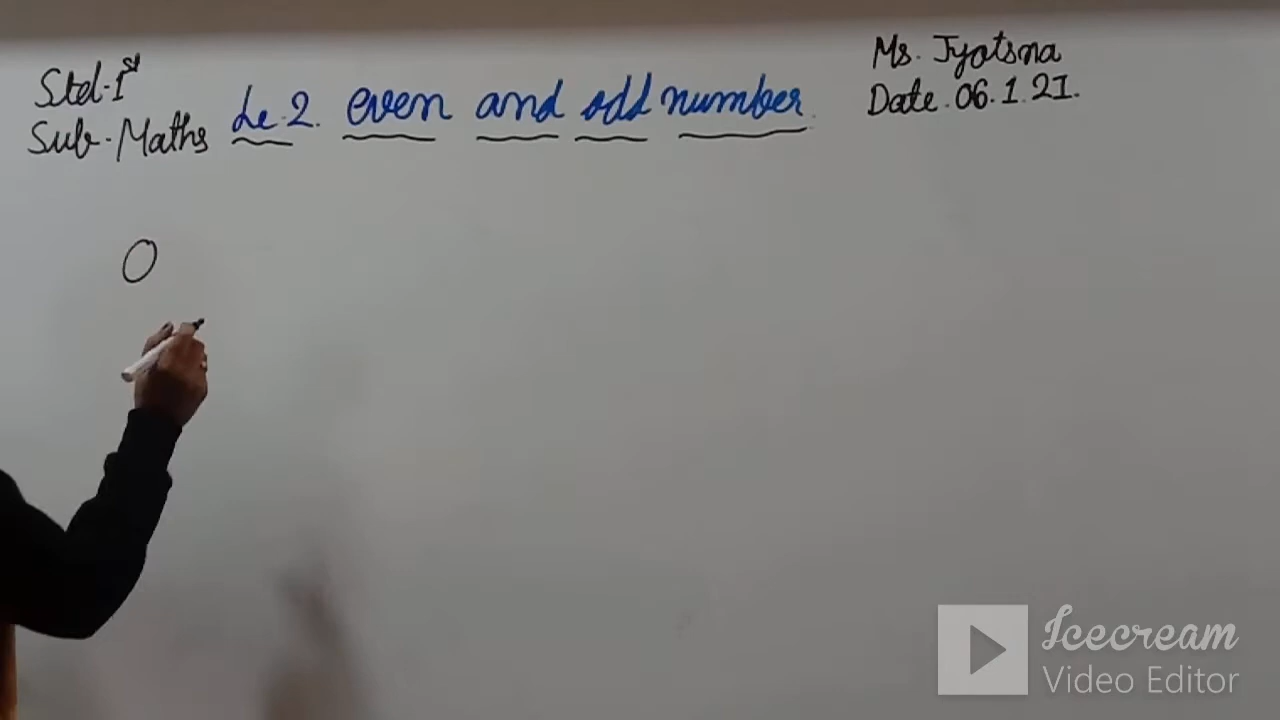 Std-1st
Sub-Maths
Le.2. even and odd number.
Ms. Jyotsna
Date.06.1.21.
0
Icecream
Video Editor